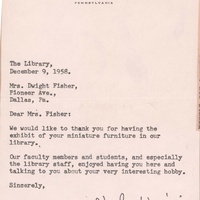 PENNSYLVANIA
The Library,
December 9, 1958.
Mrs. Dwight Fisher,
Pioneer Ave.,
Dallas, Pa.
Dear Mrs. Fisher:
We would like to thank you for having the
exhibit of your miniature furniture in our
library.
Our faculty members and students, and especially
the library staff, enjoyed having you here and
talking to you about your very interesting hobby.
Sincerely,